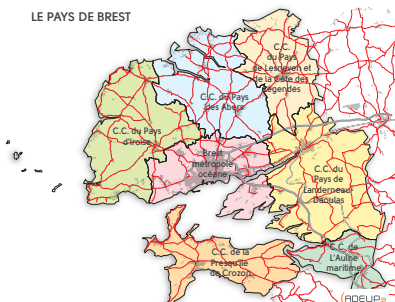 LE PAYS DE BREST
C.C.
du Pays
de Lesneven et
de la Côte des
Légendes
C.C. du Pays
des Abers
C.C. du Pays
d'Iroise
Brest
métropole
océane
C.C. du
Pays de
Landerneau-
Daoulas
C.C. de la
Presqu'île
de Crozon
C.C. de
L'Aulne
maritime
ADEUPa